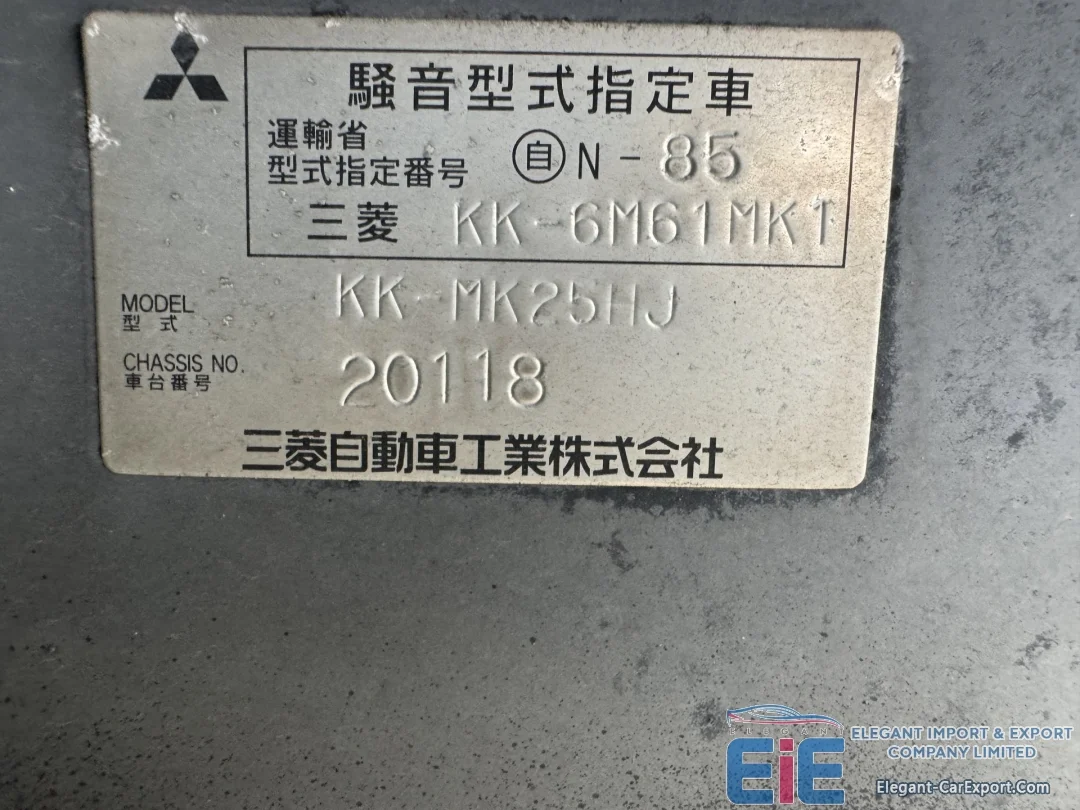 騒音型式指定車
運輸省
型式指定番号 自 N - 85
三菱 KK-6M61MK1
MODEL KK-MK25HJ
型式
CHASSIS NO. 20118
車台番号
三菱自動車工業株式会社
ELEGANT
EiE
ELEGANT IMPORT & EXPORT
COMPANY LIMITED
Elegant-CarExport.Com